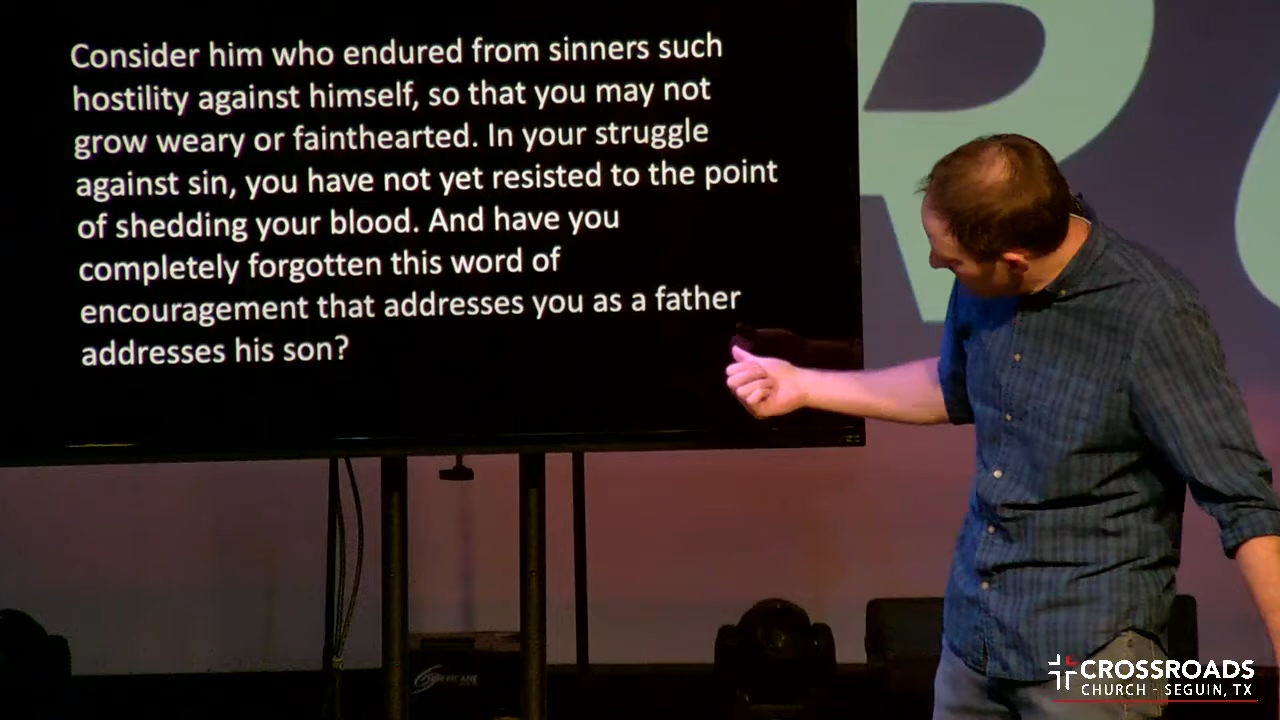 Consider him who endured from sinners such
hostility against himself, so that you may not
grow weary or fainthearted. In your struggle
against sin, you have not yet resisted to the point
of shedding your blood. And have you
completely forgotten this word of
encouragement that addresses you as a father
addresses his son?
CROSSROADS
CHURCH - SEGUIN, TX